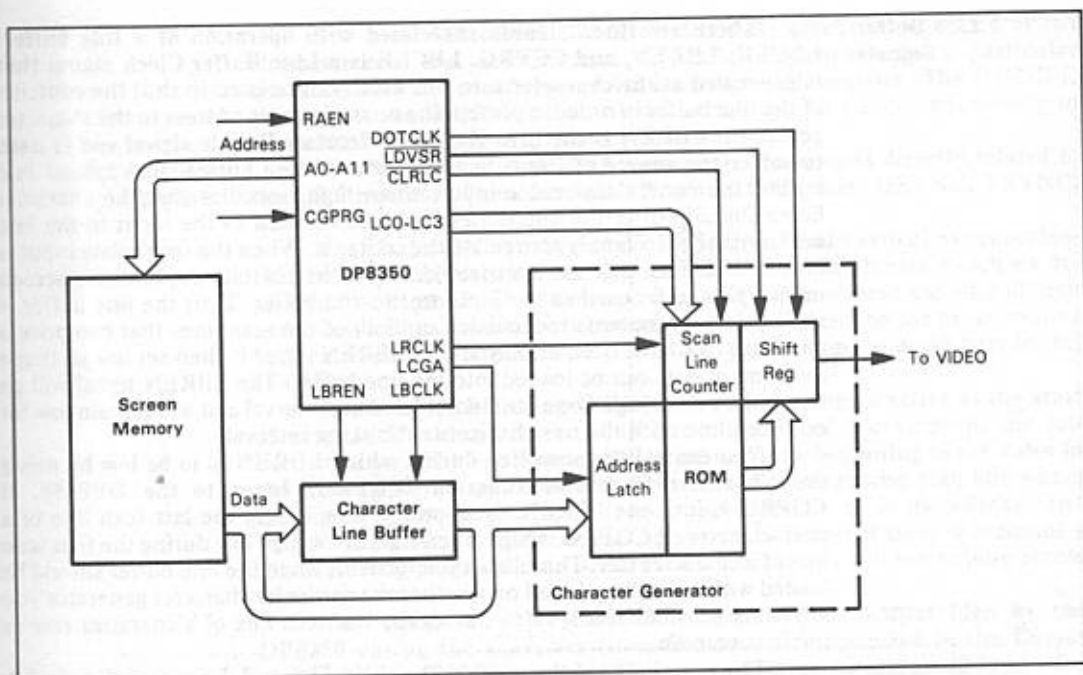 RAEN
Address
DOTCLK
LDVSR
A0-A11
CLRLC
CGPRG
LC0-LC3
DP8350
Scan Line Counter
Shift Reg
To VIDEO
LRCLK
LCGA
LBREN
LBCLK
Screen Memory
Address Latch
ROM
Data
Character Line Buffer
Character Generator